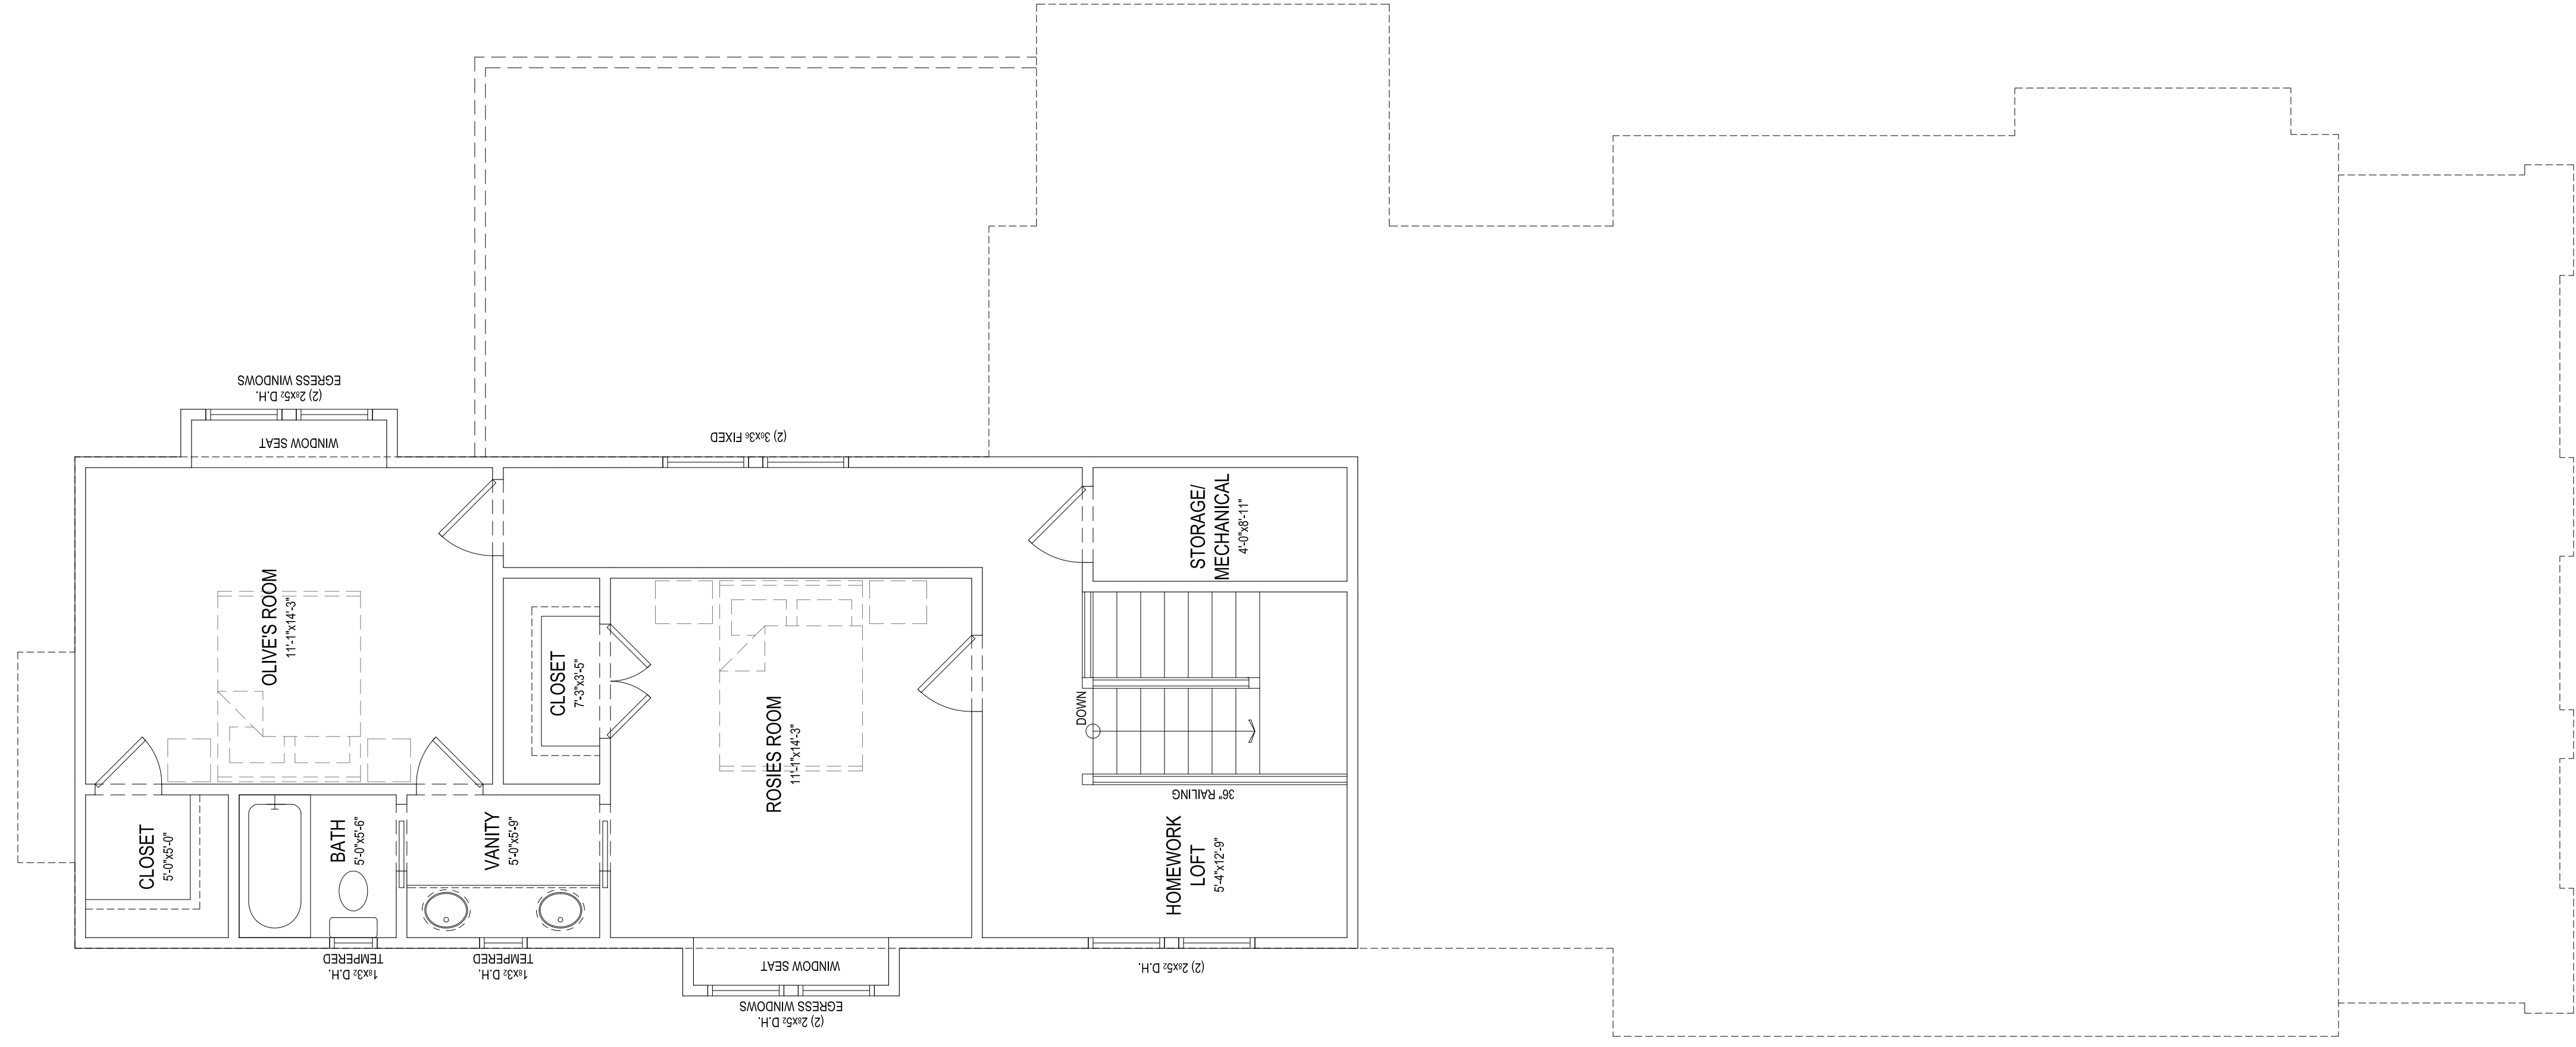 EGRESS WINDOWS
(2) 2⁸x5² D.H.
WINDOW SEAT
(2) 3⁰x3⁶ FIXED
OLIVE'S ROOM
11'-1"x14'-3"
STORAGE/
MECHANICAL
4'-0"x8'-11"
CLOSET
7'-3"x3'-5"
ROSIES ROOM
11'-1"x14'-3"
DOWN
36" RAILING
CLOSET
5'-0"x5'-0"
BATH
5'-0"x5'-6"
VANITY
5'-0"x5'-9"
HOMEWORK
LOFT
5'-4"x12'-9"
1⁸x3² D.H.
TEMPERED
1⁸x3² D.H.
TEMPERED
WINDOW SEAT
(2) 2⁸x5² D.H.
EGRESS WINDOWS
(2) 2⁸x5² D.H.